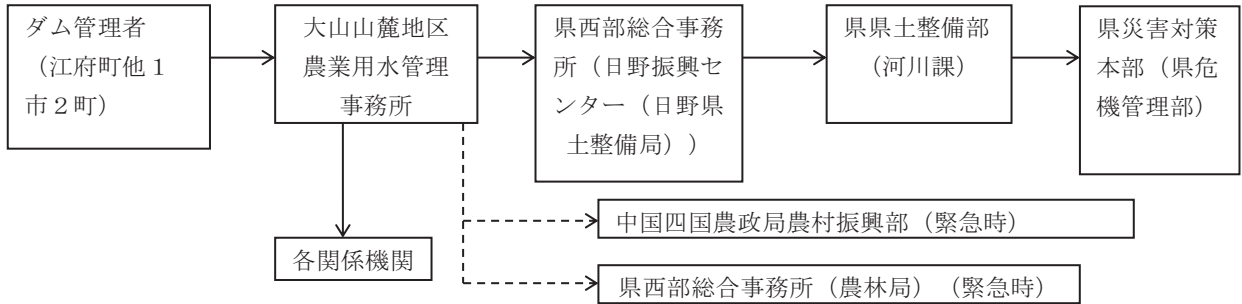 ダム管理者
（江府町他１
市２町）
大山山麓地区
農業用水管理
事務所
県西部総合事務
所（日野振興セ
ンター（日野県
土整備局））
県県土整備部
（河川課）
県災害対策
本部（県危
機管理部）
中国四国農政局農村振興部（緊急時）
各関係機関
県西部総合事務所（農林局）（緊急時）